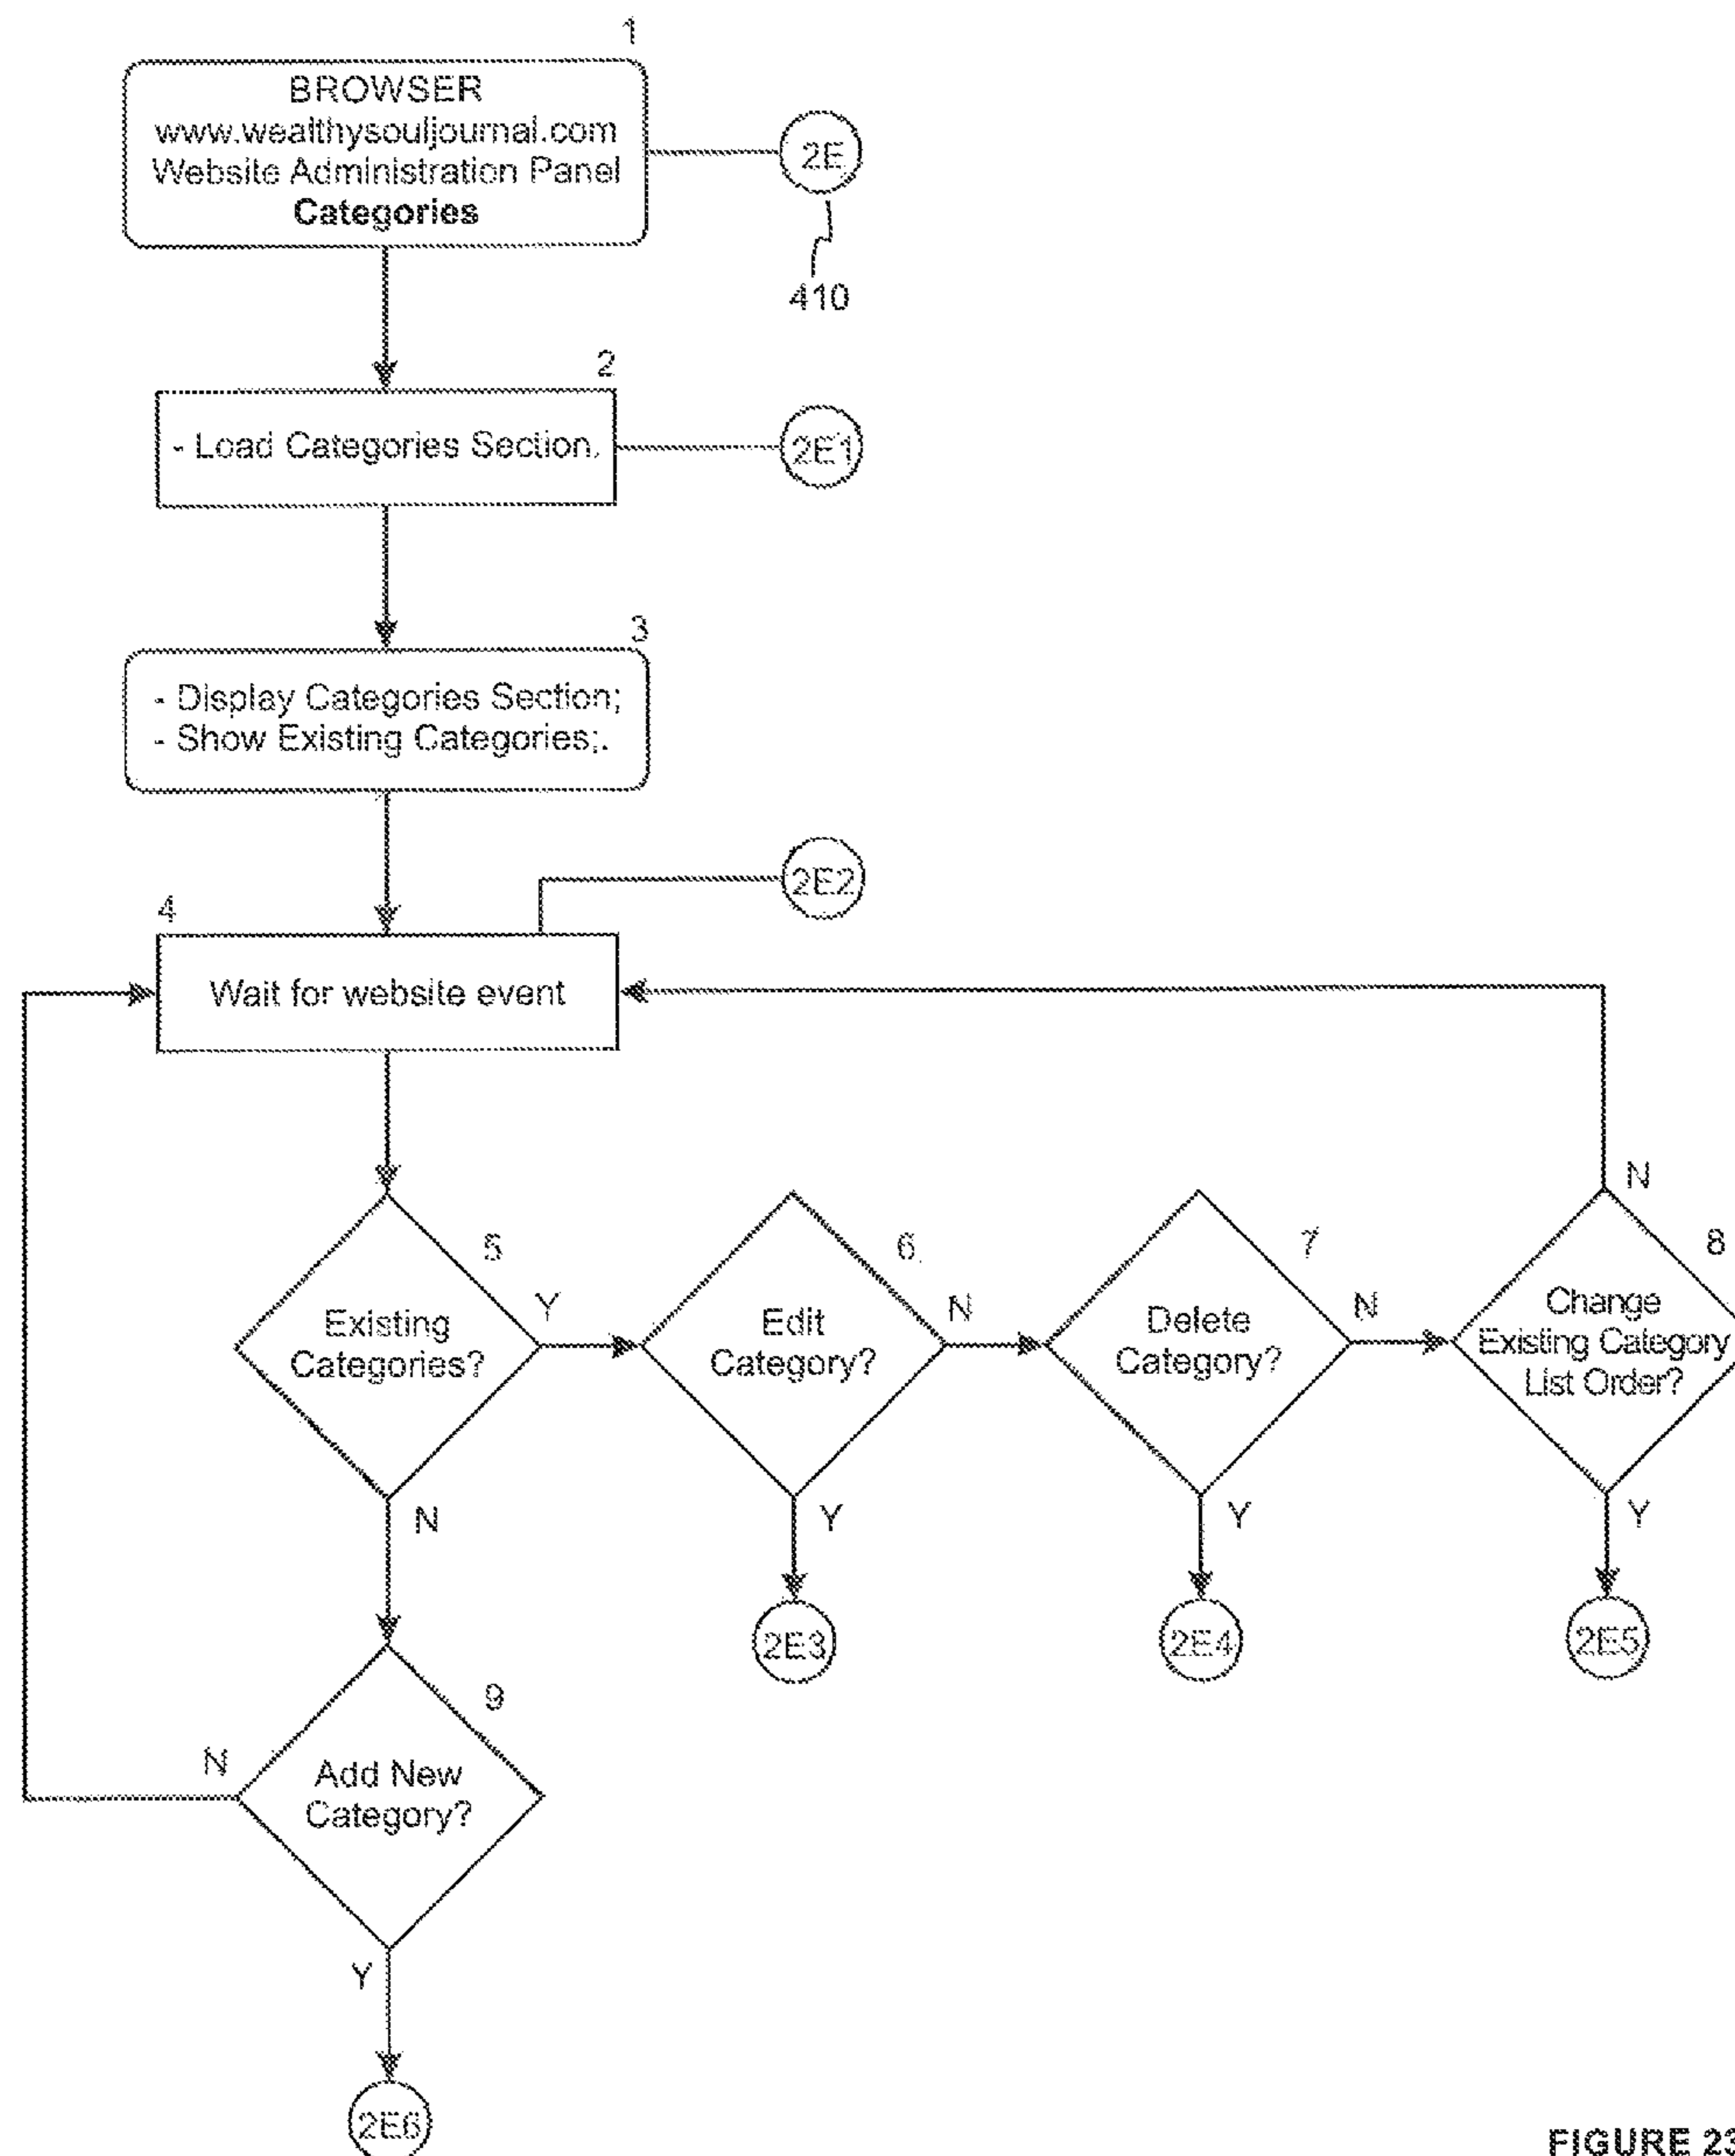 1
BROWSER
www.wealthysouljournal.com
Website Administration Panel
Categories
2E
410
2
- Load Categories Section.
2E1
3
- Display Categories Section;
- Show Existing Categories;.
2E2
4
Wait for website event
N
5
6
7
8
Existing
Categories?
Y
Edit
Category?
N
Delete
Category?
N
Change
Existing Category
List Order?
N
Y
Y
Y
2E3
2E4
2E5
9
N
Add New
Category?
Y
2E6
FIGURE 23